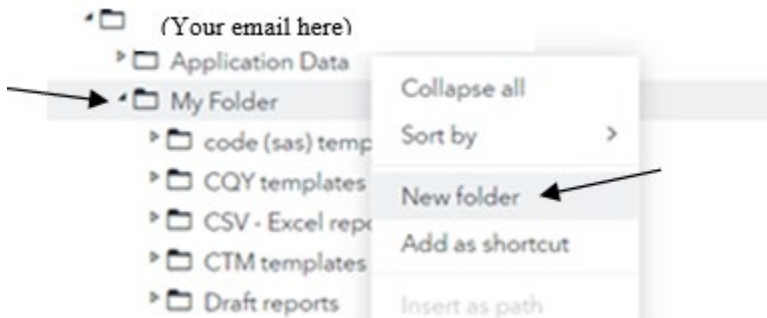 (Your email here)
Application Data
My Folder
code (sas) temp
CQY templates
CSV - Excel repo
CTM templates
Draft reports
Collapse all
Sort by
New folder
Add as shortcut
Insert as path